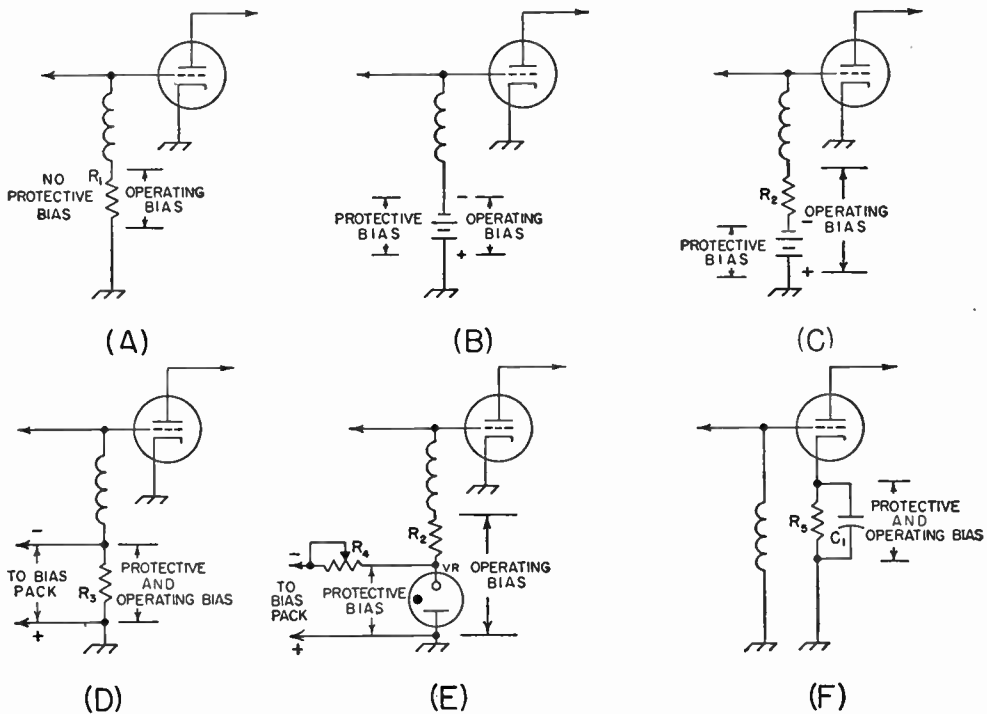 NO
PROTECTIVE
BIAS
R1
OPERATING
BIAS
(A)
PROTECTIVE
BIAS
-
+
OPERATING
BIAS
(B)
R2
PROTECTIVE
BIAS
-
+
OPERATING
BIAS
(C)
-
TO BIAS
PACK
+
R3
PROTECTIVE
AND
OPERATING BIAS
(D)
-
R4
TO
BIAS
PACK
+
PROTECTIVE
BIAS
R2
VR
OPERATING
BIAS
(E)
R5
C1
PROTECTIVE
AND
OPERATING BIAS
(F)